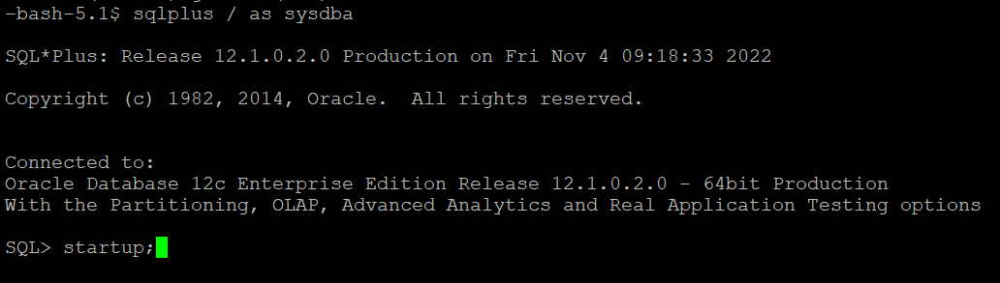 -bash-5.1$ sqlplus / as sysdba
SQL*Plus: Release 12.1.0.2.0 Production on Fri Nov 4 09:18:33 2022
Copyright (c) 1982, 2014, Oracle.  All rights reserved.
Connected to:
Oracle Database 12c Enterprise Edition Release 12.1.0.2.0 - 64bit Production
With the Partitioning, OLAP, Advanced Analytics and Real Application Testing options
SQL> startup;